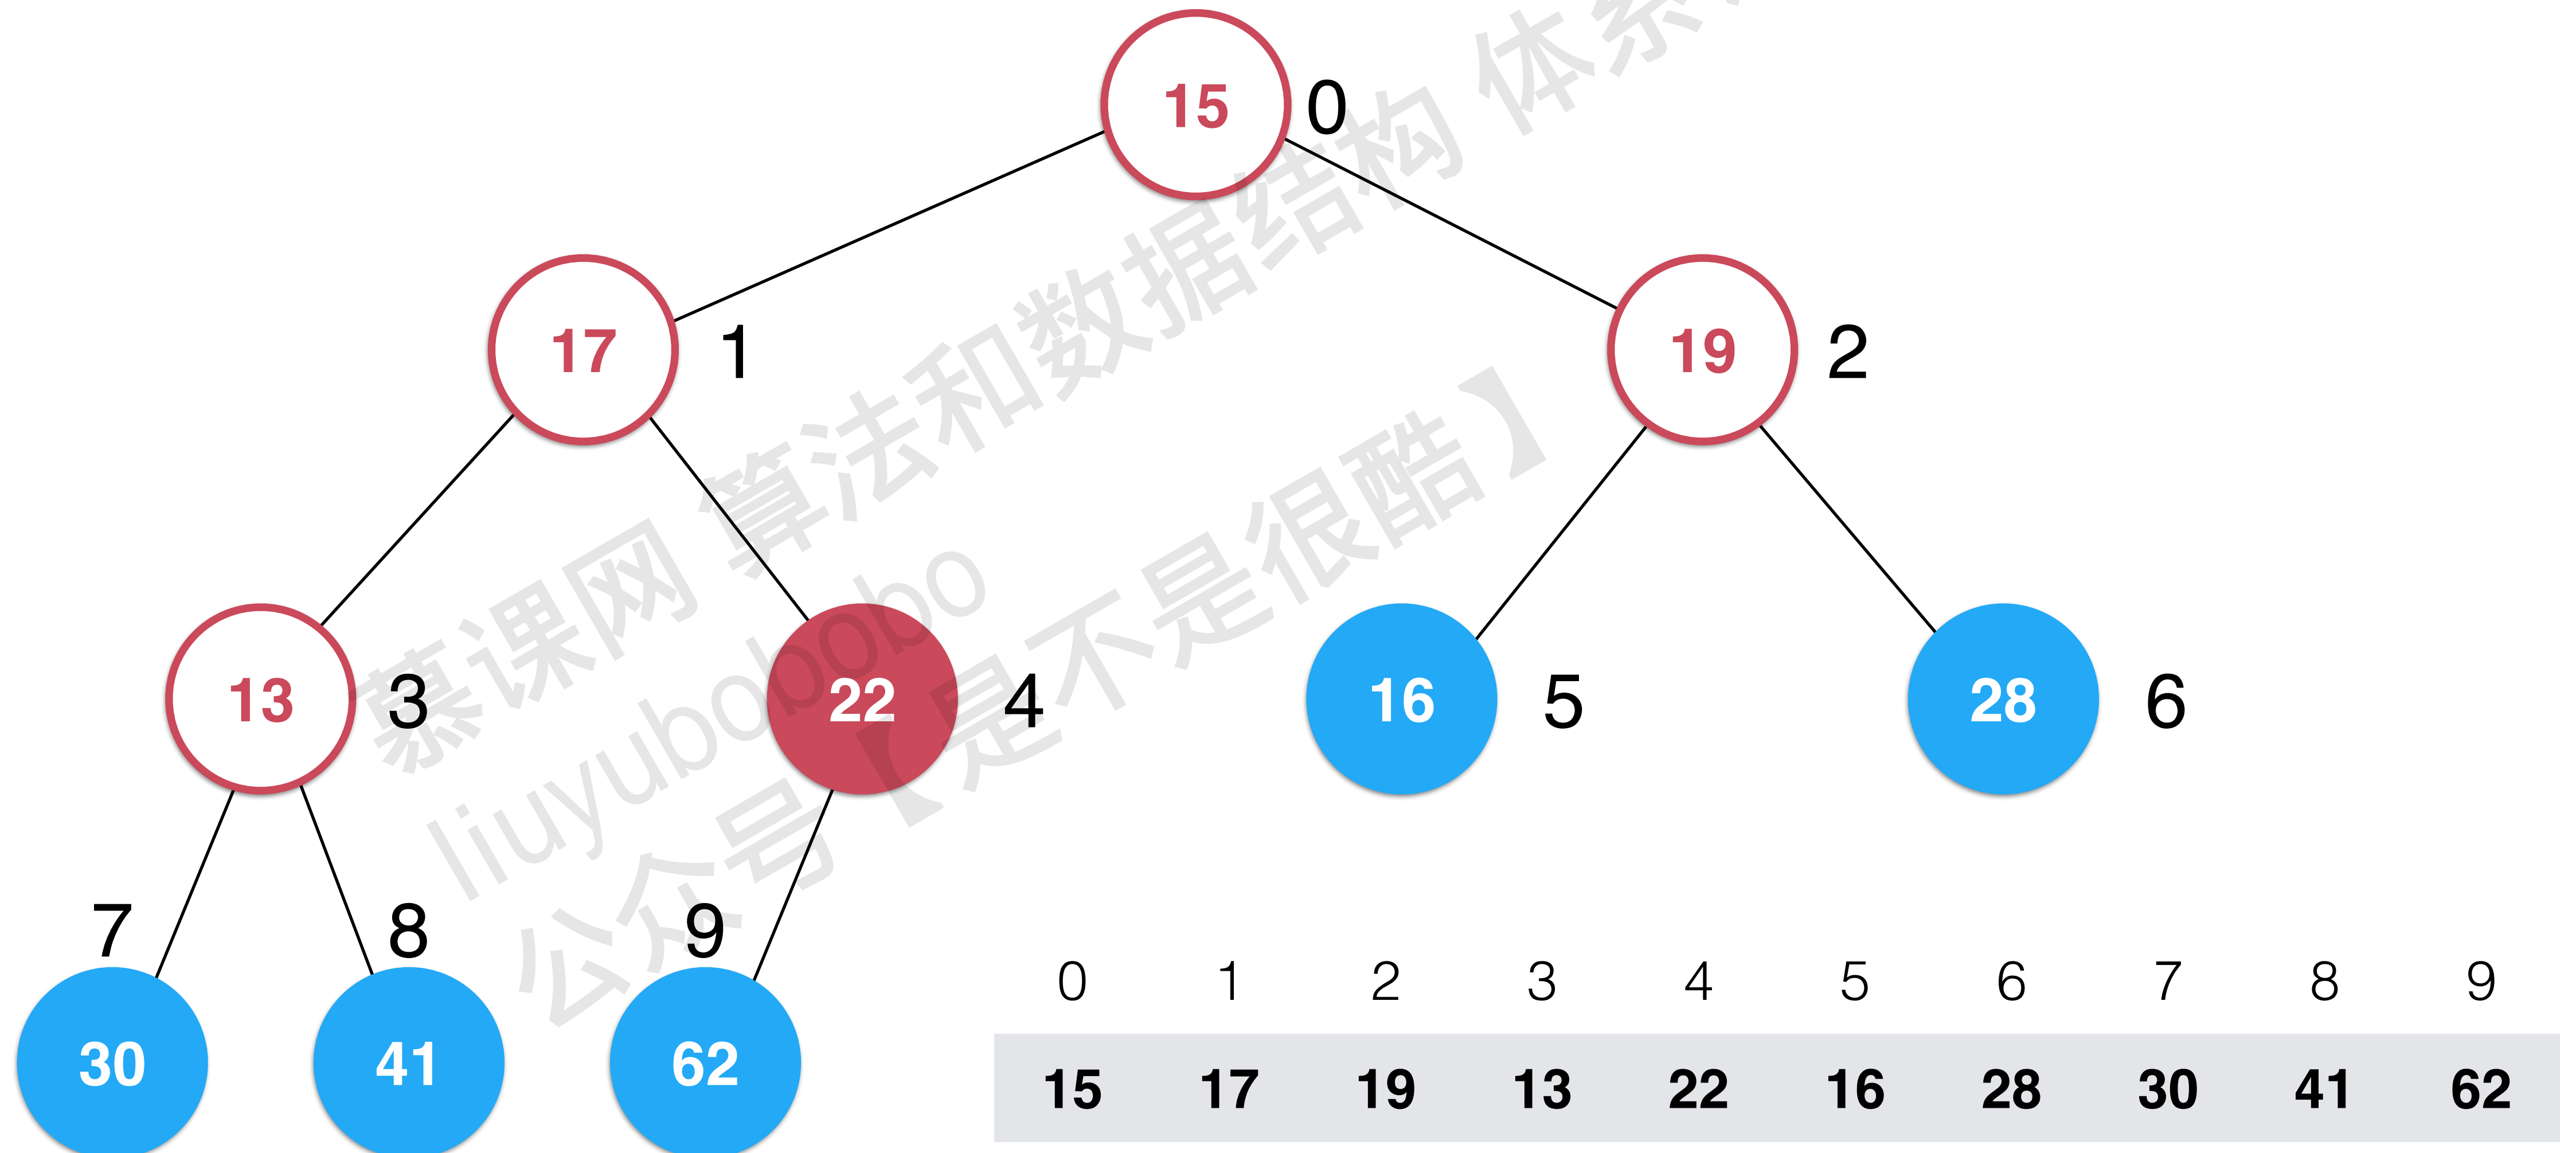 15 0
17 1 19 2
13 3 22 4 16 5 28 6
7 8 9
30 41 62
0 1 2 3 4 5 6 7 8 9
15 17 19 13 22 16 28 30 41 62
慕课网 算法和数据结构 体系
liuyubobobo
公众号【是不是很酷】